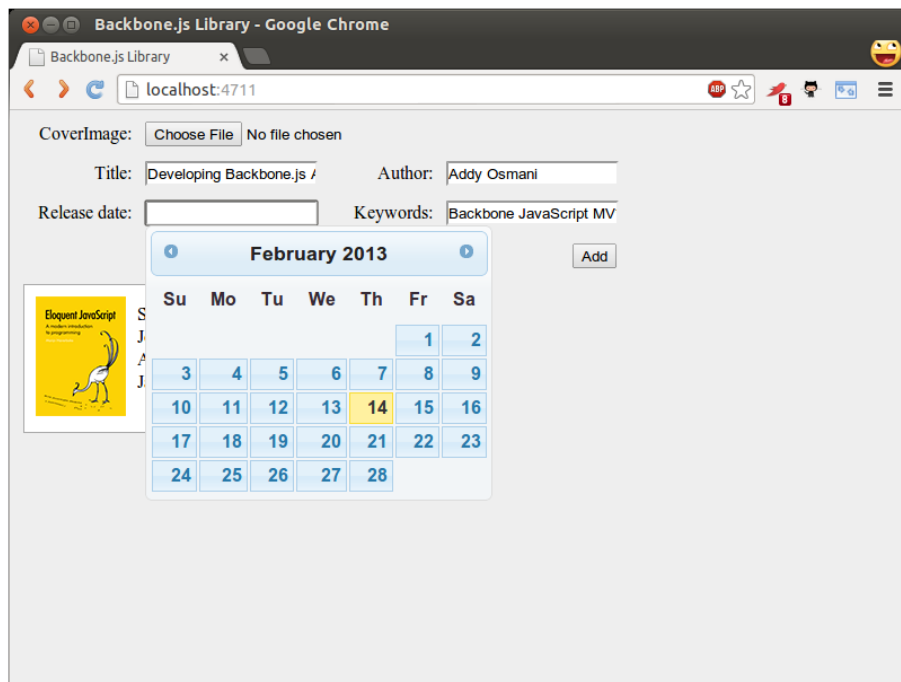 Backbone.js Library - Google Chrome
Backbone.js Library ×
localhost:4711 ABP 8
CoverImage: Choose File No file chosen
Title: Developing Backbone.js A Author: Addy Osmani
Release date: Keywords: Backbone JavaScript MV
February 2013
Add
Su Mo Tu We Th Fr Sa
1 2
3 4 5 6 7 8 9
10 11 12 13 14 15 16
17 18 19 20 21 22 23
24 25 26 27 28
Eloquent JavaScript
A modern introduction
to programming
S
J
A
J